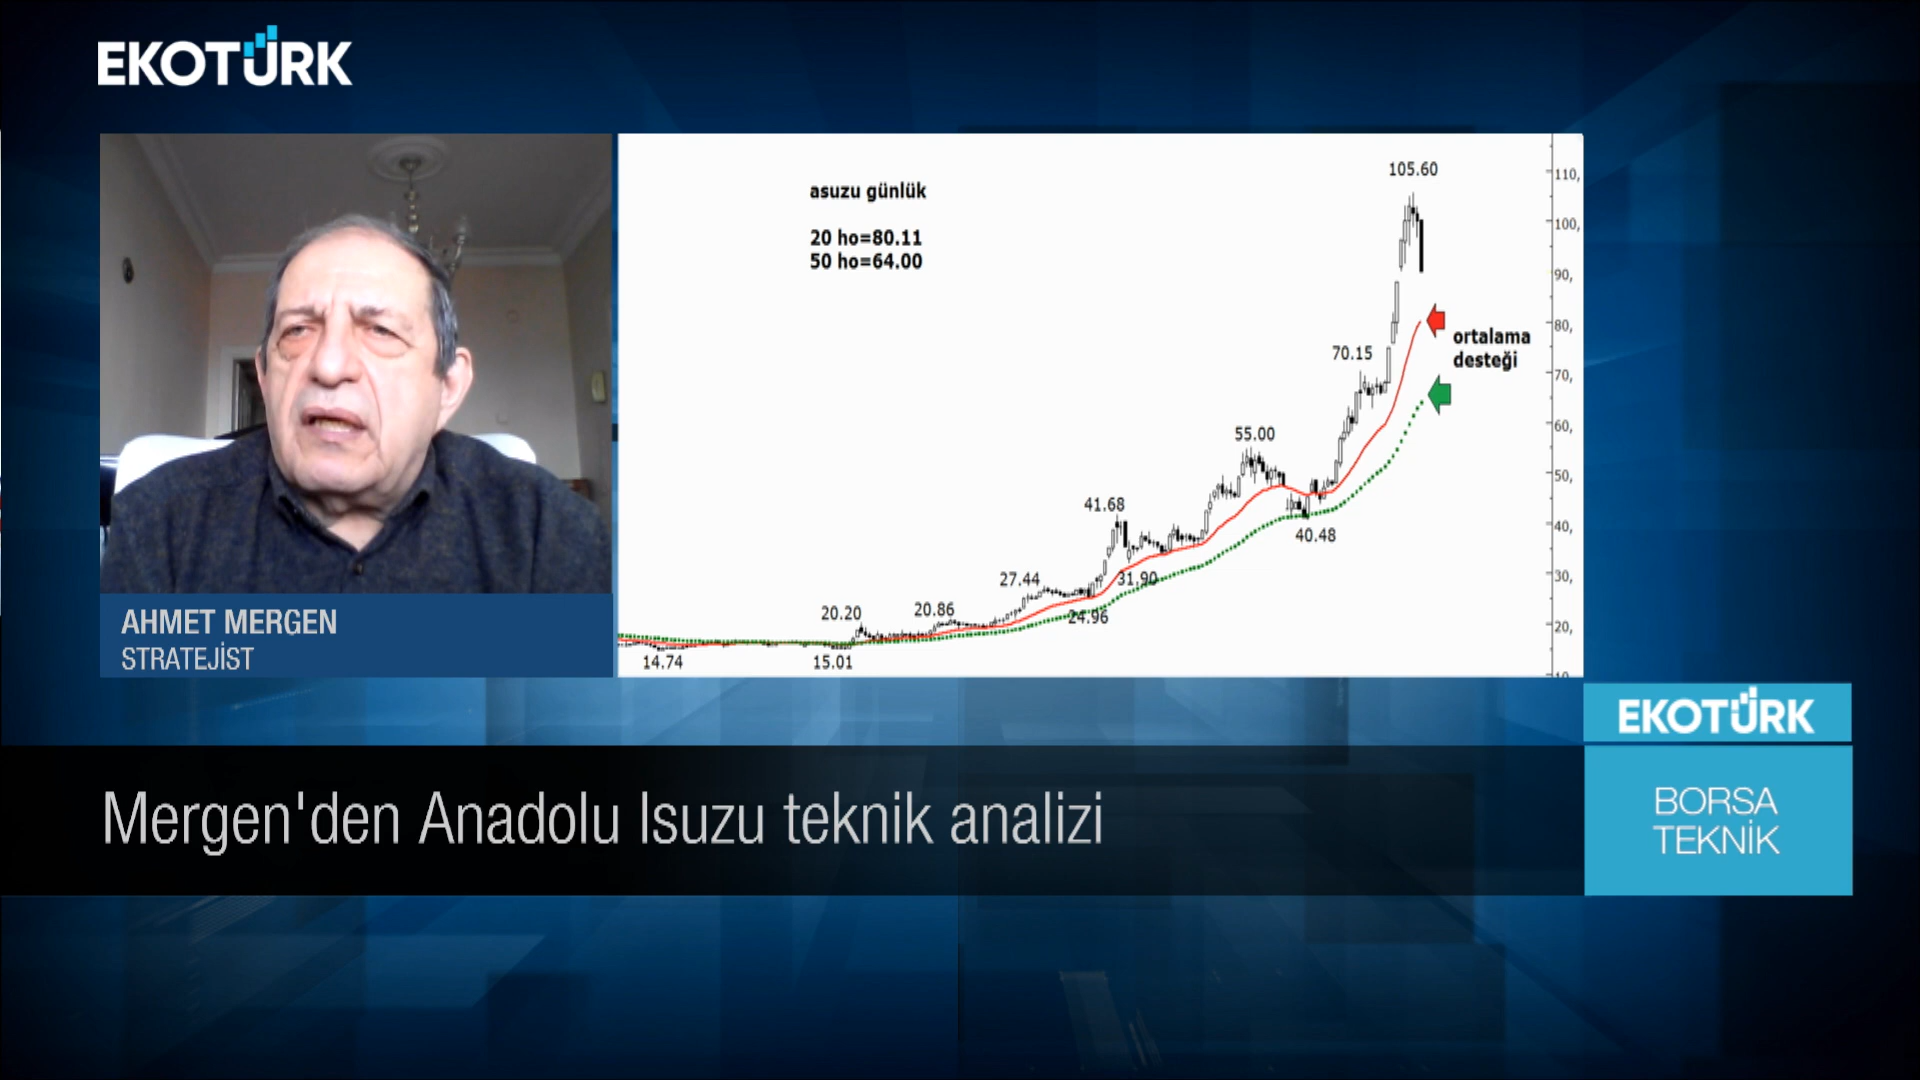 EKOTÜRK
AHMET MERGEN
STRATEJİST
asuzu günlük
20 ho=80.11
50 ho=64.00
105.60
70.15
55.00
41.68
40.48
31.90
27.44
24.96
20.86
20.20
15.01
14.74
ortalama
desteği
110,
100,
90,
80,
70,
60,
50,
40,
30,
20,
10,
EKOTÜRK
BORSA
TEKNİK
Mergen'den Anadolu Isuzu teknik analizi